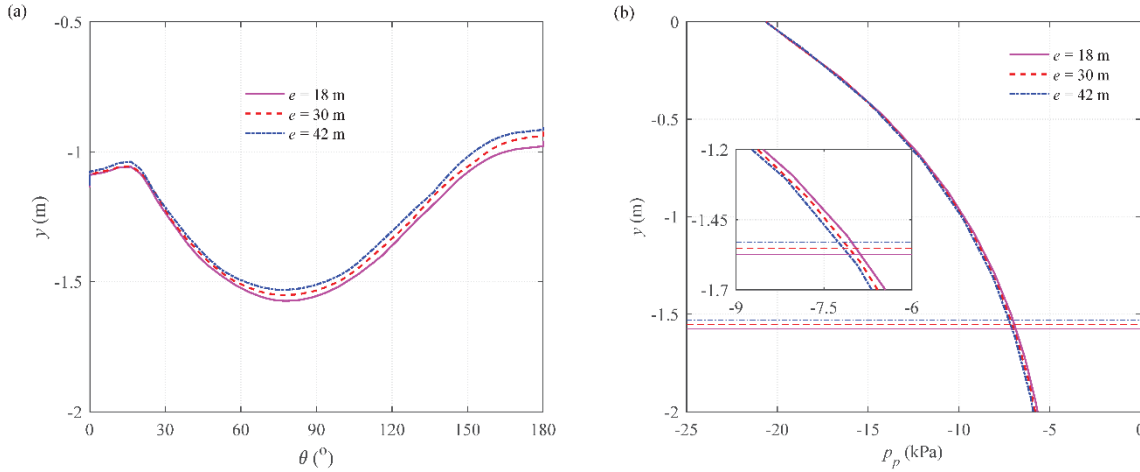 (a)
-0.5
-1
-1.5
-2
y (m)
0
30
60
90
120
150
180
θ (°)
e = 18 m
e = 30 m
e = 42 m
(b)
0
-0.5
-1
-1.5
-2
y (m)
-25
-20
-15
-10
-5
0
p_p (kPa)
e = 18 m
e = 30 m
e = 42 m
-1.2
-1.45
-1.7
-9
-7.5
-6